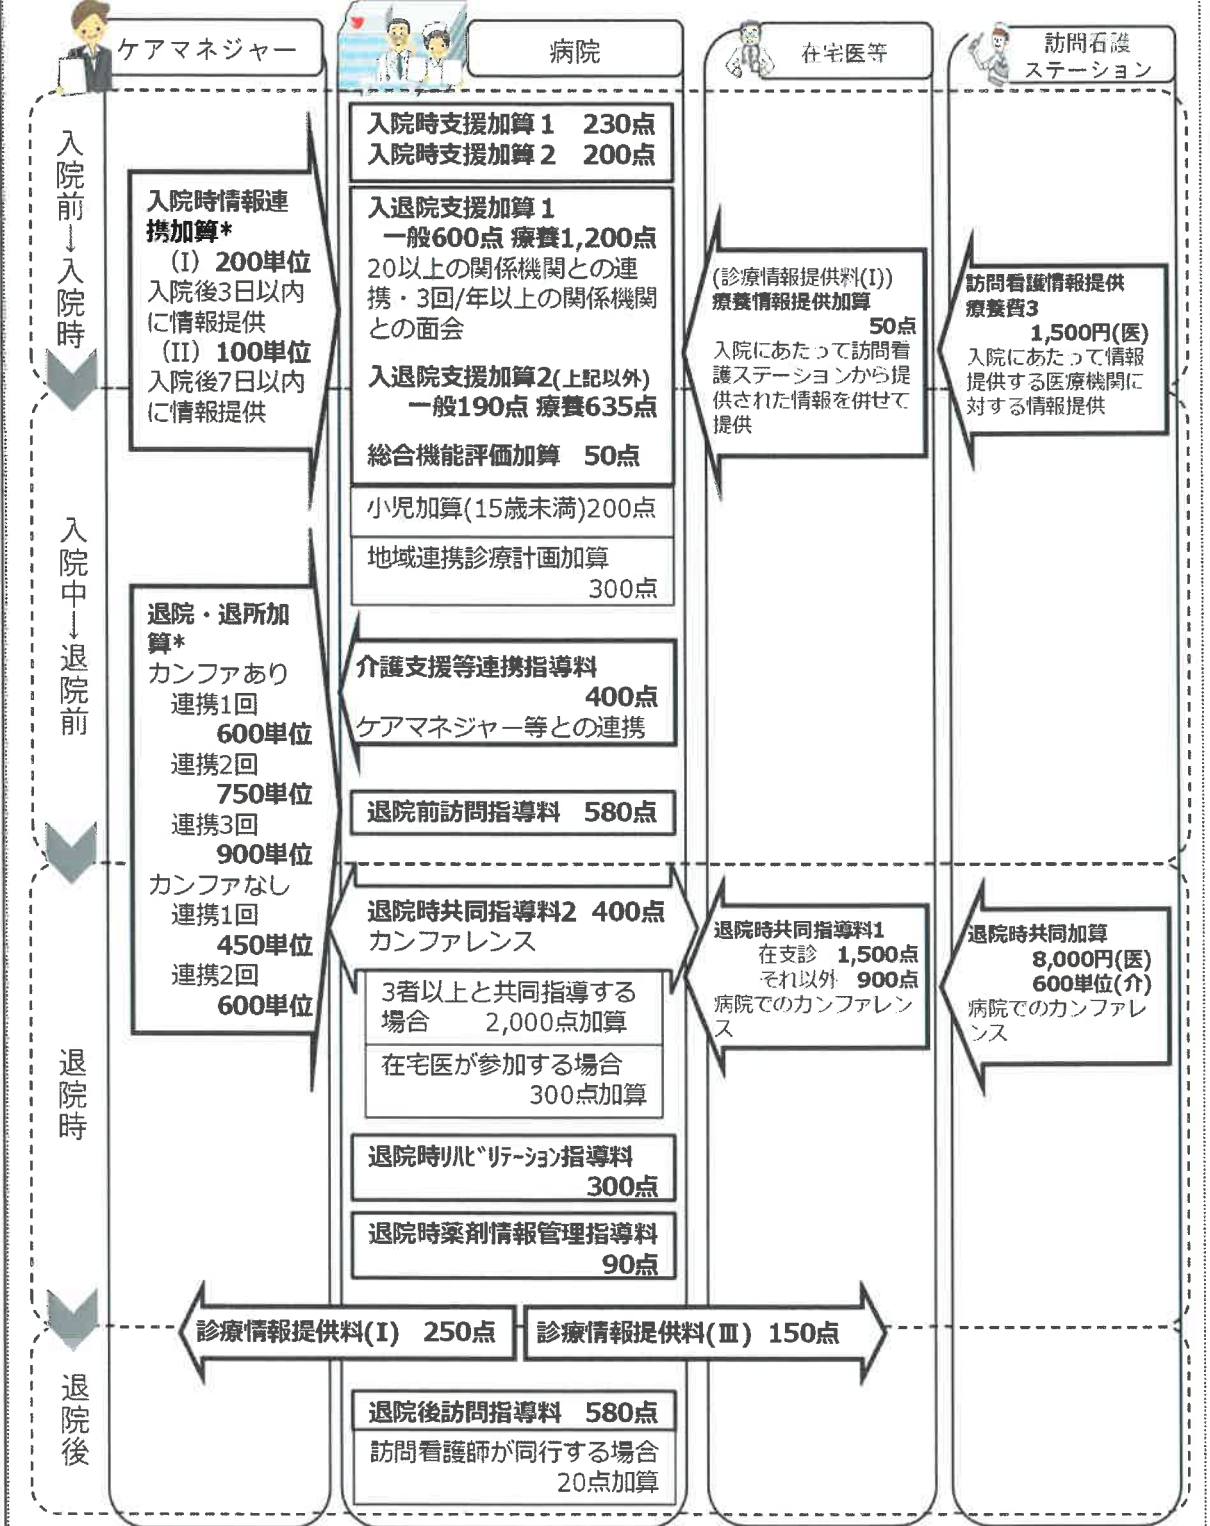 ケアマネジャー
病院
在宅医等
訪問看護
ステーション
入院前→入院時
入院時情報連
携加算*
(I) 200単位
入院後3日以内
に情報提供
(II) 100単位
入院後7日以内
に情報提供
入院時支援加算1 230点
入院時支援加算2 200点
入退院支援加算1
一般600点 療養1,200点
20以上の関係機関との連
携・3回/年以上の関係機関
との面会
入退院支援加算2(上記以外)
一般190点 療養635点
総合機能評価加算 50点
小児加算(15歳未満)200点
地域連携診療計画加算
300点
(診療情報提供料(I))
療養情報提供加算
50点
入院にあたって訪問看
護ステーションから提
供された情報を併せて
提供
訪問看護情報提供
療養費3
1,500円(医)
入院にあたって情報
提供する医療機関に
対する情報提供
入院中→退院前
退院・退所加
算*
カンファあり
連携1回
600単位
連携2回
750単位
連携3回
900単位
カンファなし
連携1回
450単位
連携2回
600単位
介護支援等連携指導料
400点
ケアマネジャー等との連携
退院前訪問指導料 580点
退院時
退院時共同指導料2 400点
カンファレンス
3者以上と共同指導する
場合 2,000点加算
在宅医が参加する場合
300点加算
退院時共同指導料1
在支診 1,500点
それ以外 900点
病院でのカンファレン
ス
退院時共同加算
8,000円(医)
600単位(介)
病院でのカンファレ
ンス
退院時ﾘﾊﾋﾞﾘﾃｰｼｮﾝ指導料
300点
退院時薬剤情報管理指導料
90点
診療情報提供料(I) 250点
診療情報提供料(Ⅲ) 150点
退院後
退院後訪問指導料 580点
訪問看護師が同行する場合
20点加算